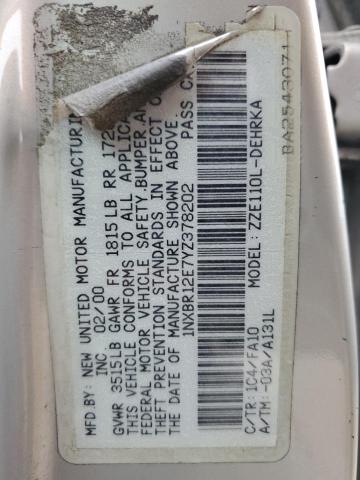 MFD. BY: NEW UNITED MOTOR MANUFACTURIN
INC. 02/00
GVWR 3515LB GAWR FR 1815LB RR 172
THIS VEHICLE CONFORMS TO ALL APPLICA
FEDERAL MOTOR VEHICLE SAFETY, BUMPER, A
THEFT PREVENTION STANDARDS IN EFFECT O
THE DATE OF MANUFACTURE SHOWN ABOVE.
1NXBR12E7YZ378202 PASS CA
C/TR: 1C4/FA10 MODEL: ZZE110L-DEHRKA
A/TM: -03A/A131L
BA2543071